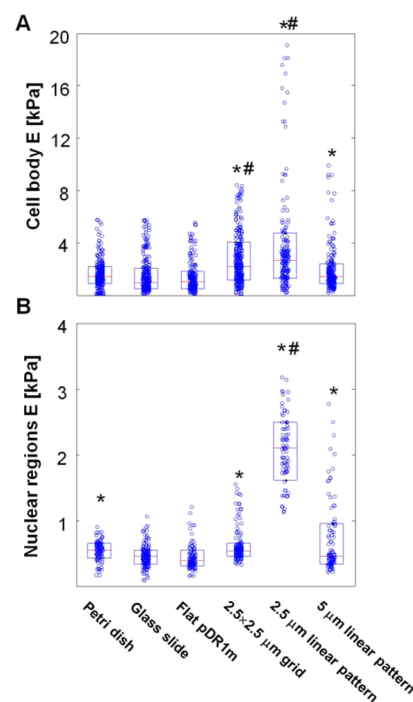 A
Cell body E [kPa]
20
16
12
8
4
*#
*#
*
B
Nuclear regions E [kPa]
4
3
2
1
*
*
*#
*
Petri dish
Glass slide
Flat pDR1m
2.5×2.5 μm grid
2.5 μm linear pattern
5 μm linear pattern